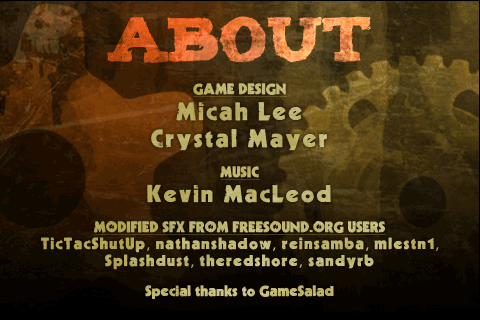 ABOUT
GAME DESIGN
Micah Lee
Crystal Mayer
MUSIC
Kevin MacLeod
MODIFIED SFX FROM FREESOUND.ORG USERS
TicTacShutUp, nathanshadow, reinsamba, mlestn1,
Splashdust, theredshore, sandyrb
Special thanks to GameSalad